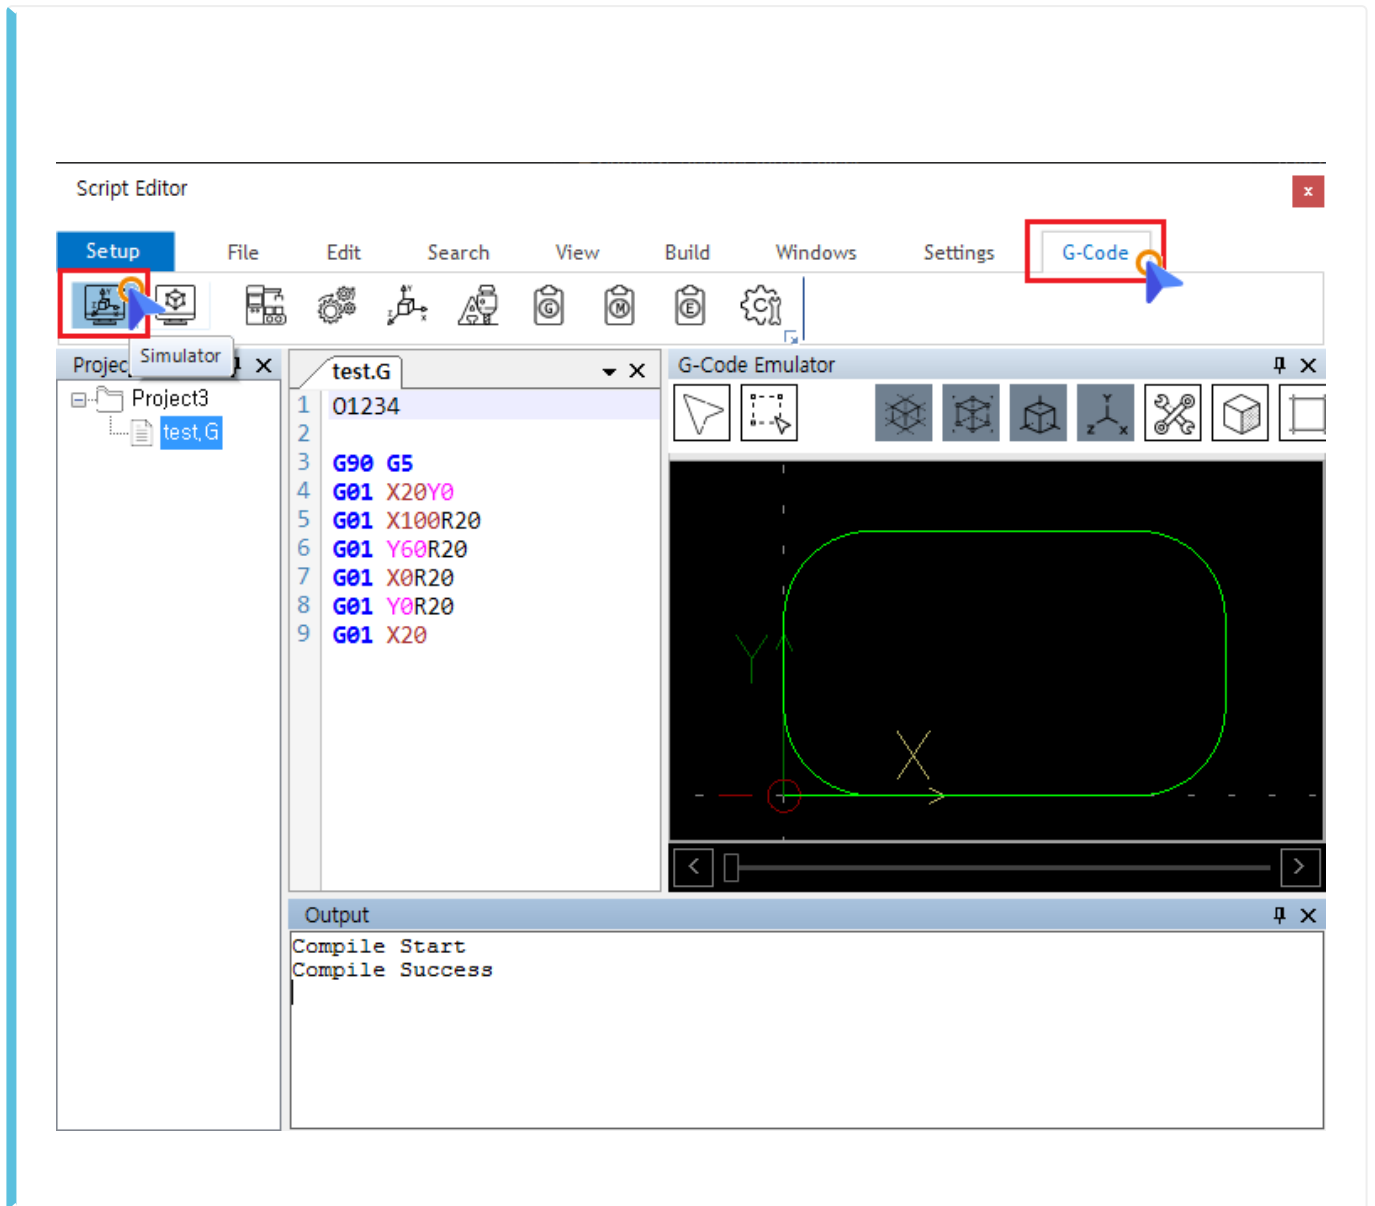 Script Editor
x
Setup File Edit Search View Build Windows Settings G-Code
Simulator
Projec
Project3
test,G
test.G
1 O1234
2
3 G90 G5
4 G01 X20Y0
5 G01 X100R20
6 G01 Y60R20
7 G01 X0R20
8 G01 Y0R20
9 G01 X20
G-Code Emulator
Y
X
Output
Compile Start
Compile Success